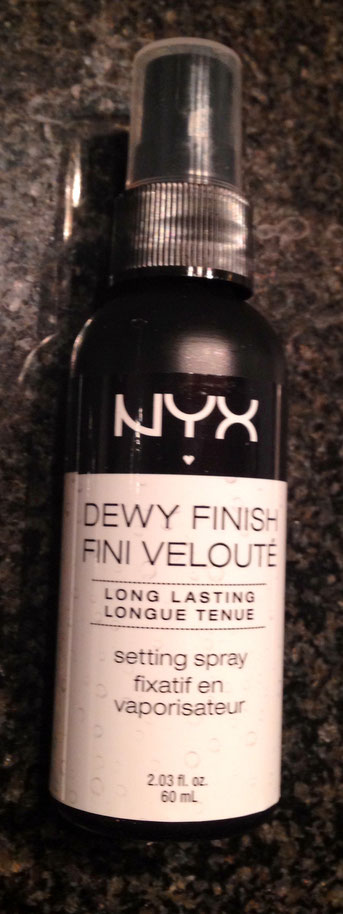 NYX
DEWY FINISH
FINI VELOUTÉ
LONG LASTING
LONGUE TENUE
setting spray
fixatif en
vaporisateur
2.03 fl. oz.
60 mL